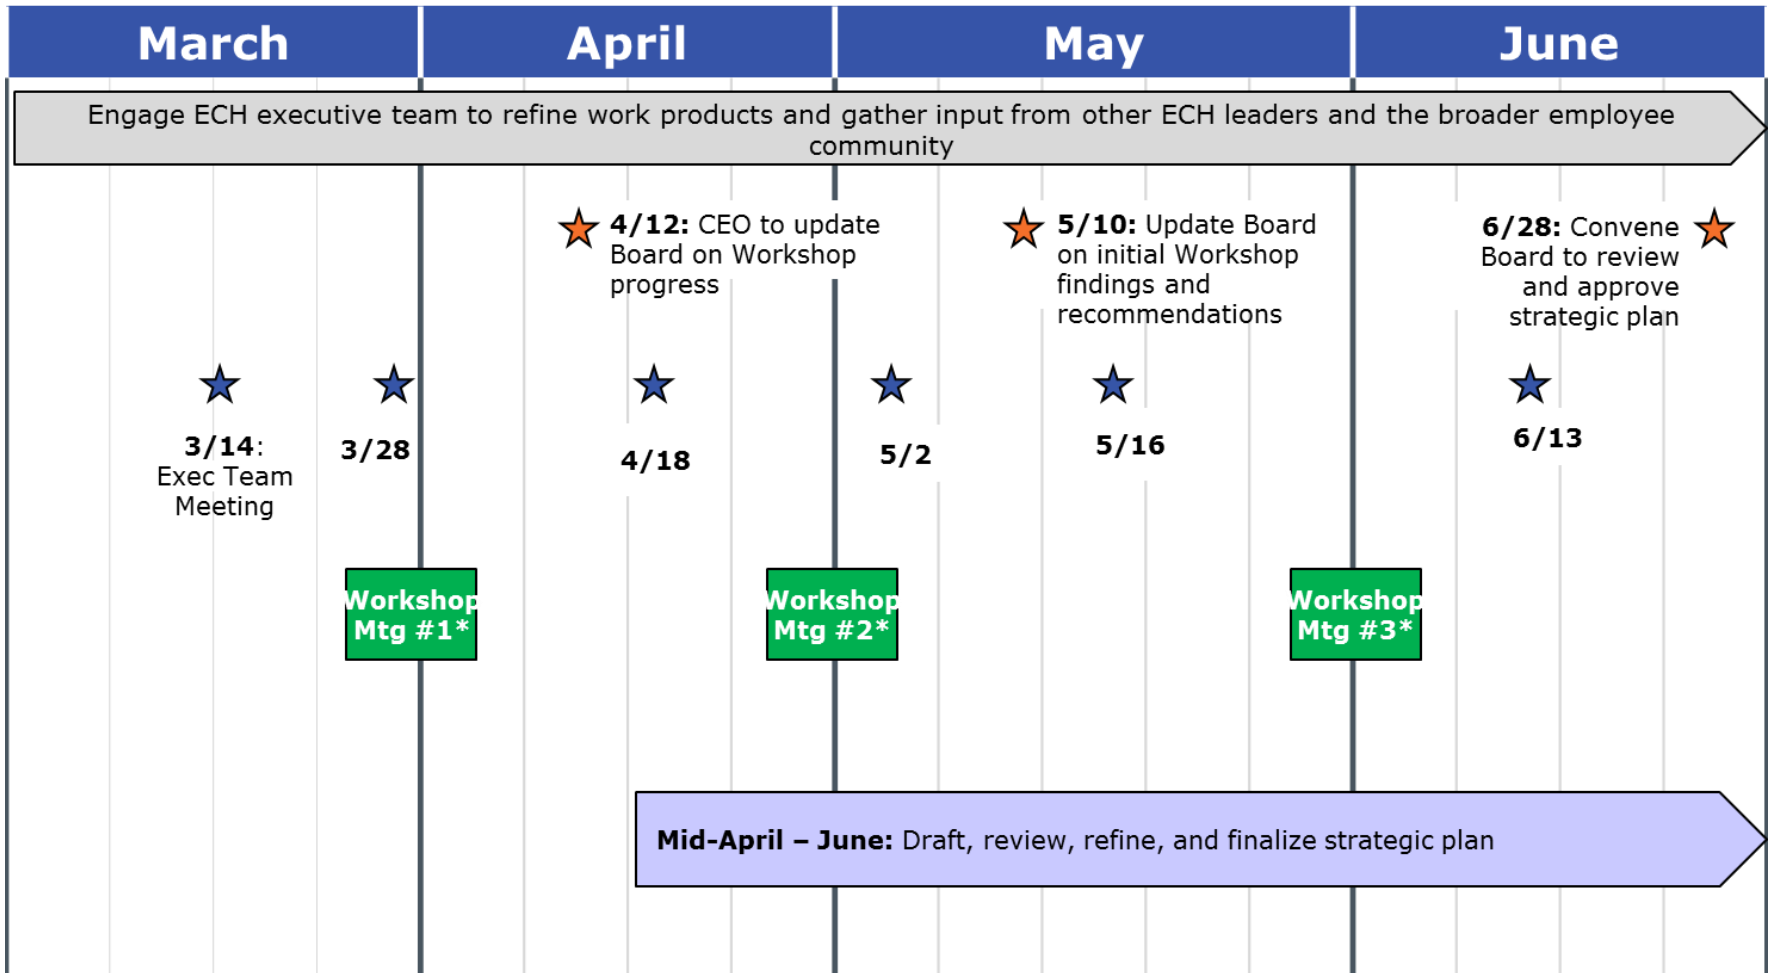 March
April
May
June
Engage ECH executive team to refine work products and gather input from other ECH leaders and the broader employee
community
4/12: CEO to update
Board on Workshop
progress
5/10: Update Board
on initial Workshop
findings and
recommendations
6/28: Convene
Board to review
and approve
strategic plan
3/14:
Exec Team
Meeting
3/28
4/18
5/2
5/16
6/13
Workshop
Mtg #1*
Workshop
Mtg #2*
Workshop
Mtg #3*
Mid-April – June: Draft, review, refine, and finalize strategic plan